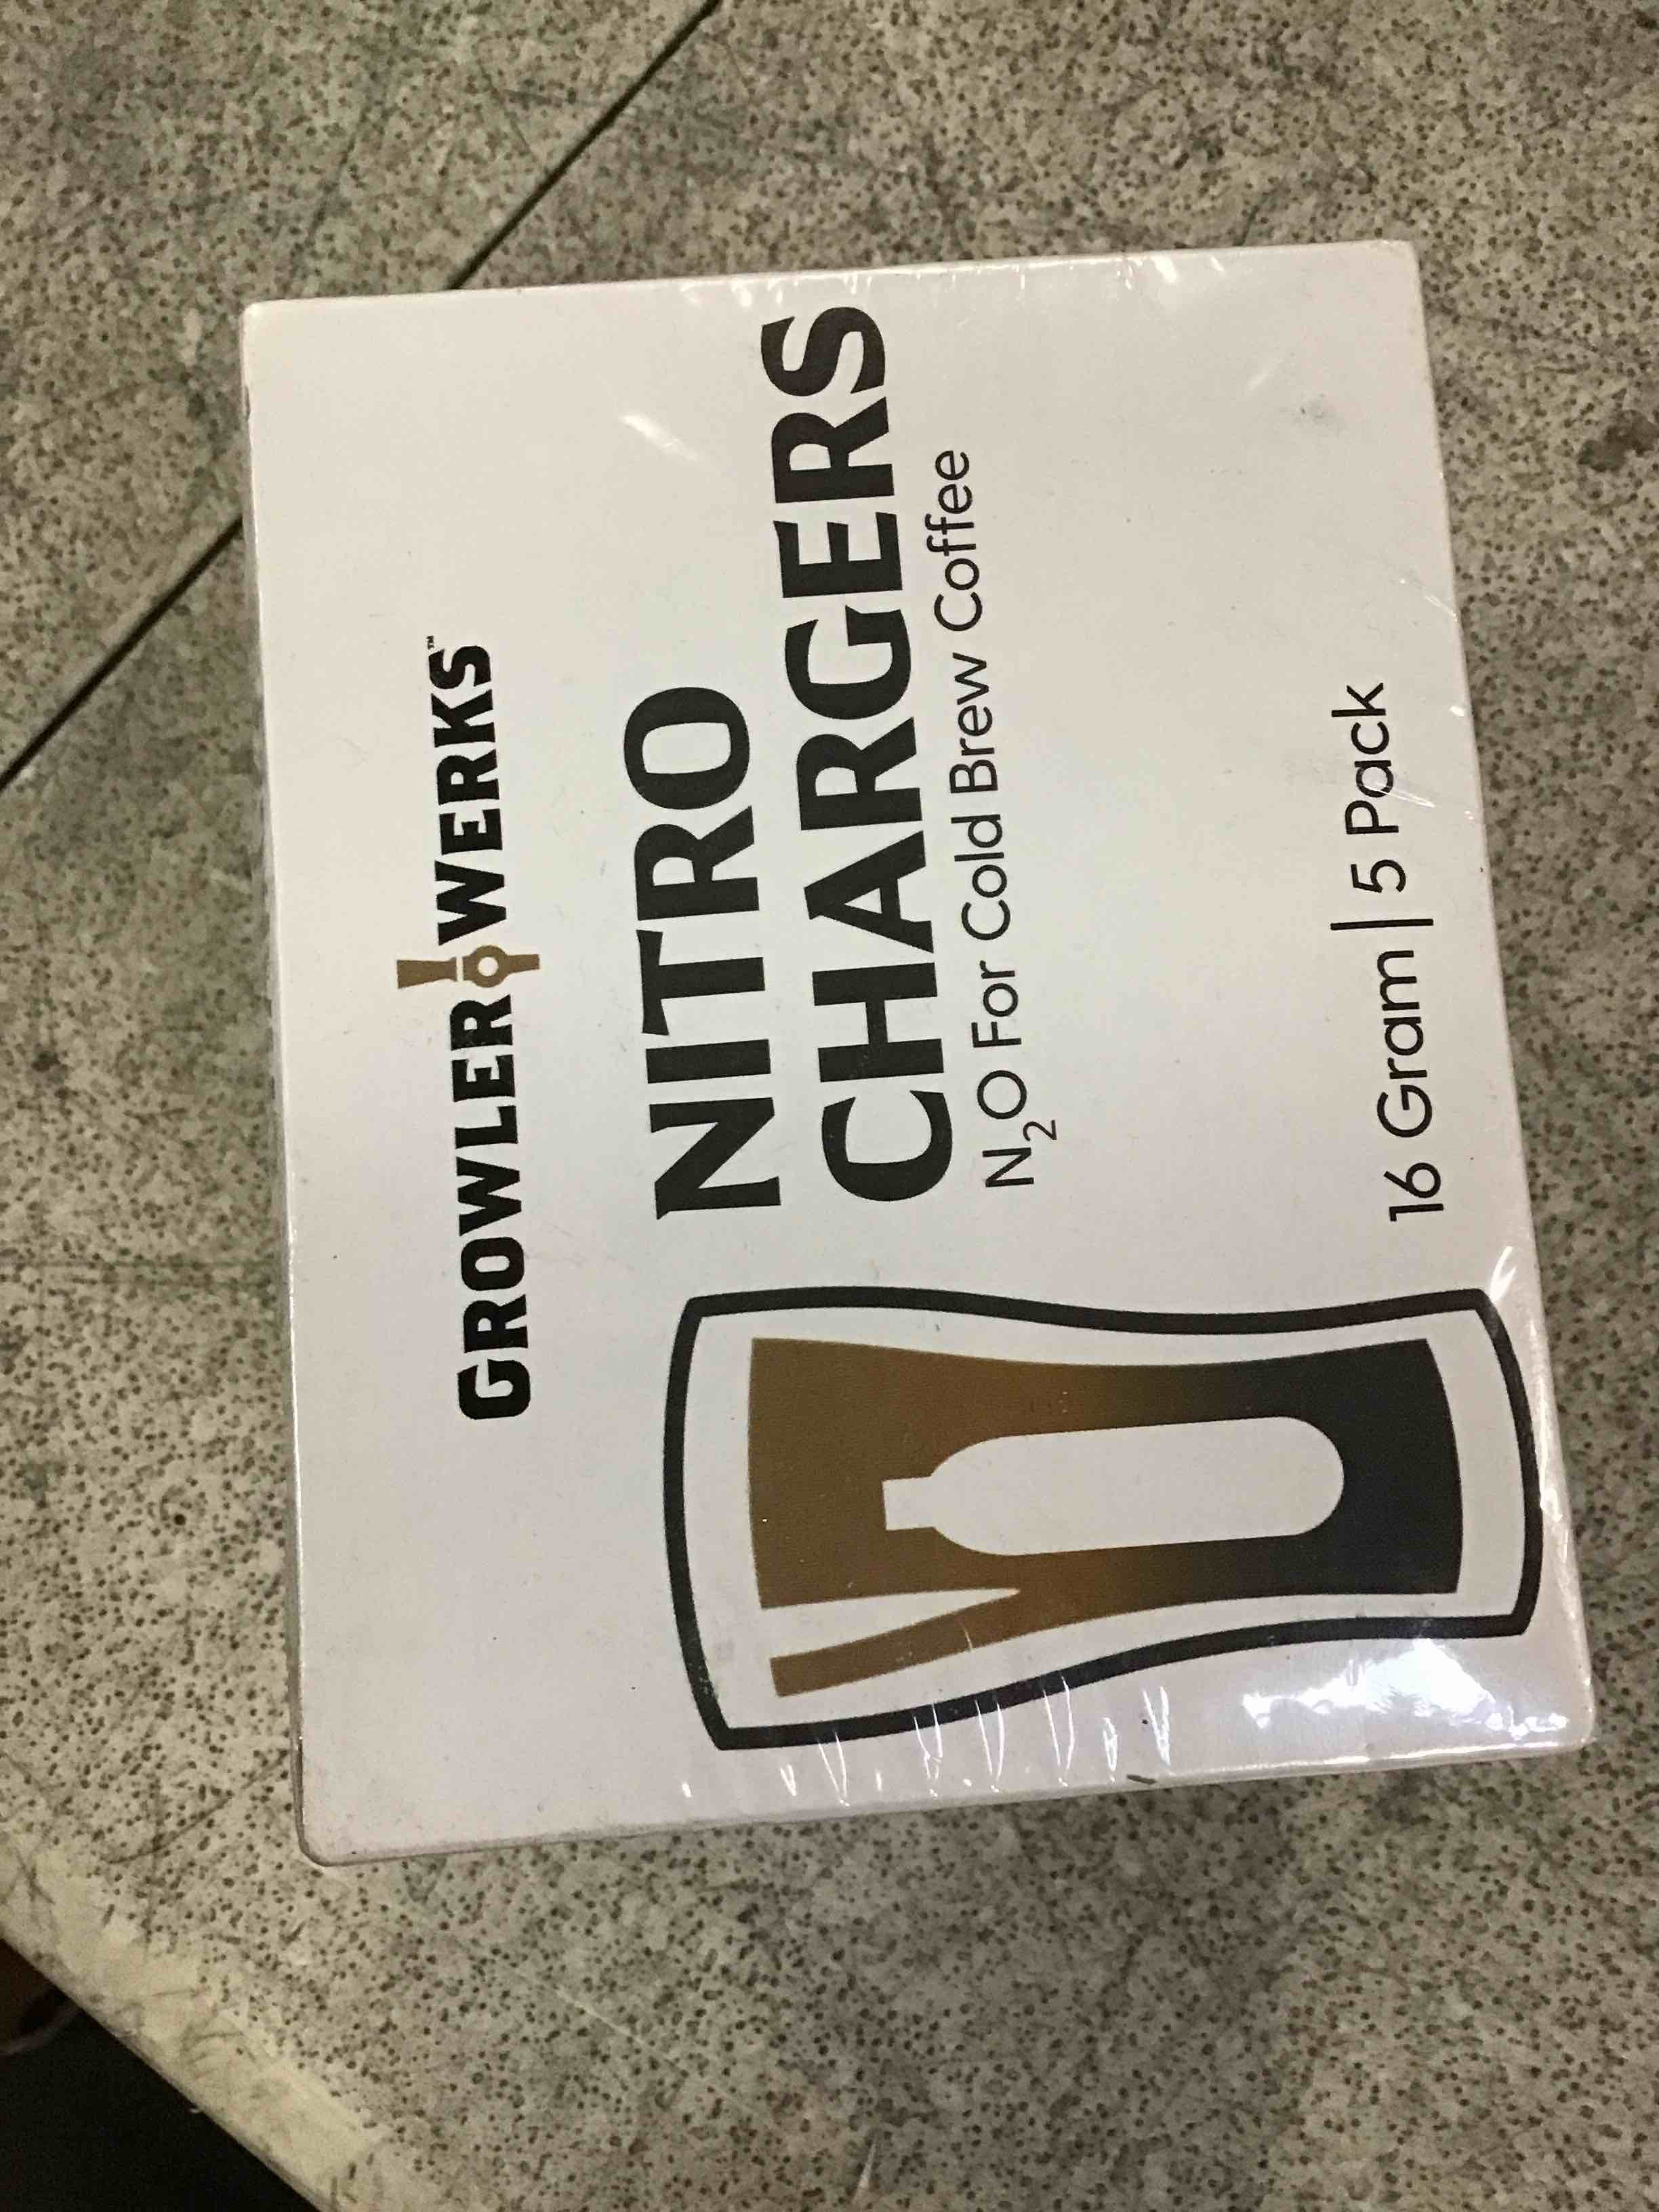 GROWLER WERKS™
NITRO
CHARGERS
N₂O For Cold Brew Coffee
16 Gram | 5 Pack